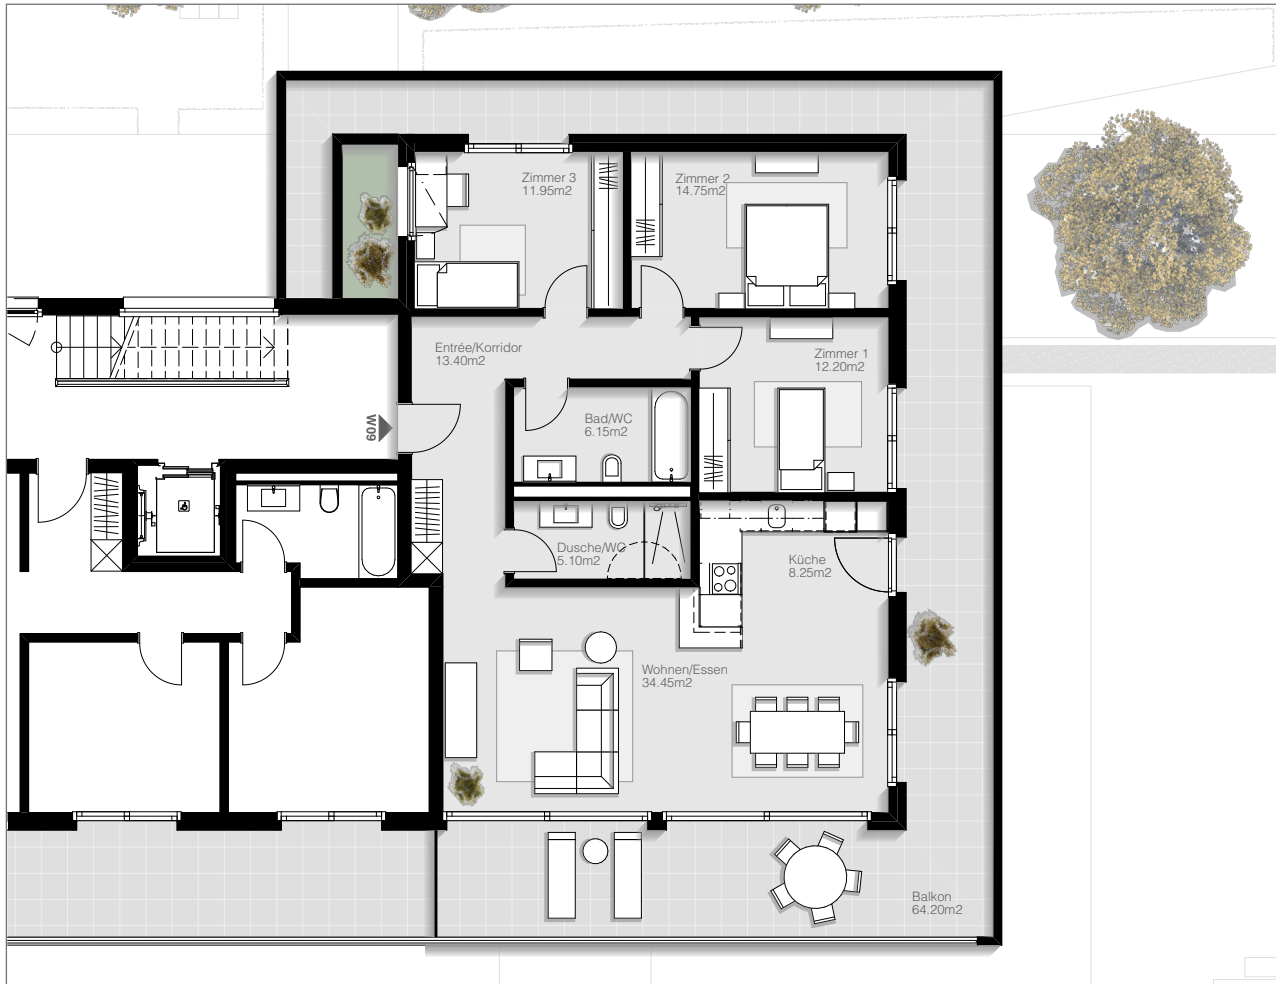 Zimmer 3
11.95m2
Zimmer 2
14.75m2
Entrée/Korridor
13.40m2
Zimmer 1
12.20m2
W09
Bad/WC
6.15m2
Dusche/WC
5.10m2
Küche
8.25m2
Wohnen/Essen
34.45m2
Balkon
64.20m2